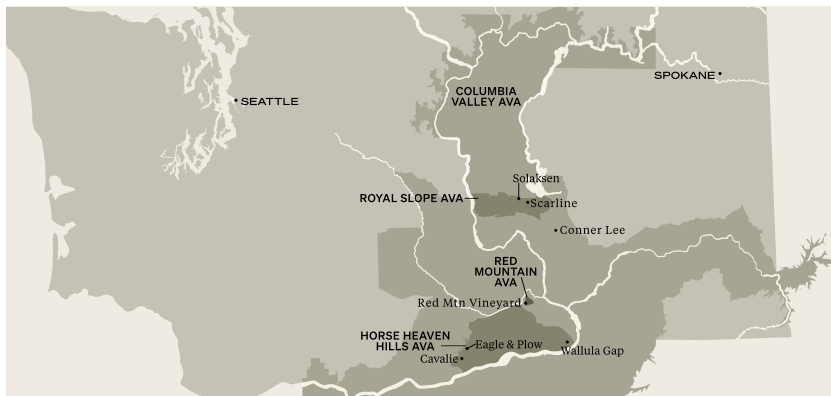 SPOKANE
COLUMBIA
VALLEY AVA
SEATTLE
Solaksen
ROYAL SLOPE AVA
Scarline
Conner Lee
RED
MOUNTAIN
AVA
Red Mtn Vineyard
HORSE HEAVEN
HILLS AVA
Eagle & Plow
Wallula Gap
Cavalie